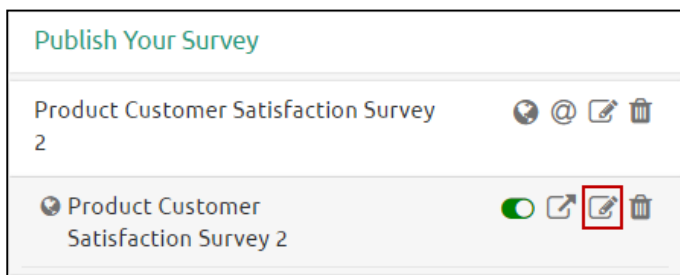 Publish Your Survey
Product Customer Satisfaction Survey
2
Product Customer
Satisfaction Survey 2